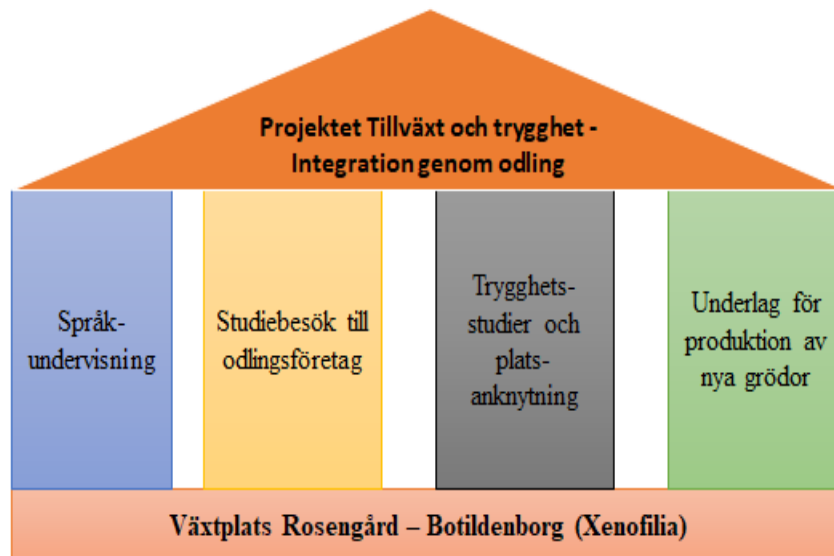 Projektet Tillväxt och trygghet -
Integration genom odling
Språk-
undervisning
Studiebesök till
odlingsföretag
Trygghets-
studier och
plats-
anknytning
Underlag för
produktion av
nya grödor
Växtplats Rosengård – Botildenborg (Xenofilia)